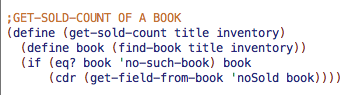 ;GET-SOLD-COUNT OF A BOOK
(define (get-sold-count title inventory)
  (define book (find-book title inventory))
  (if (eq? book 'no-such-book) book
      (cdr (get-field-from-book 'noSold book))))